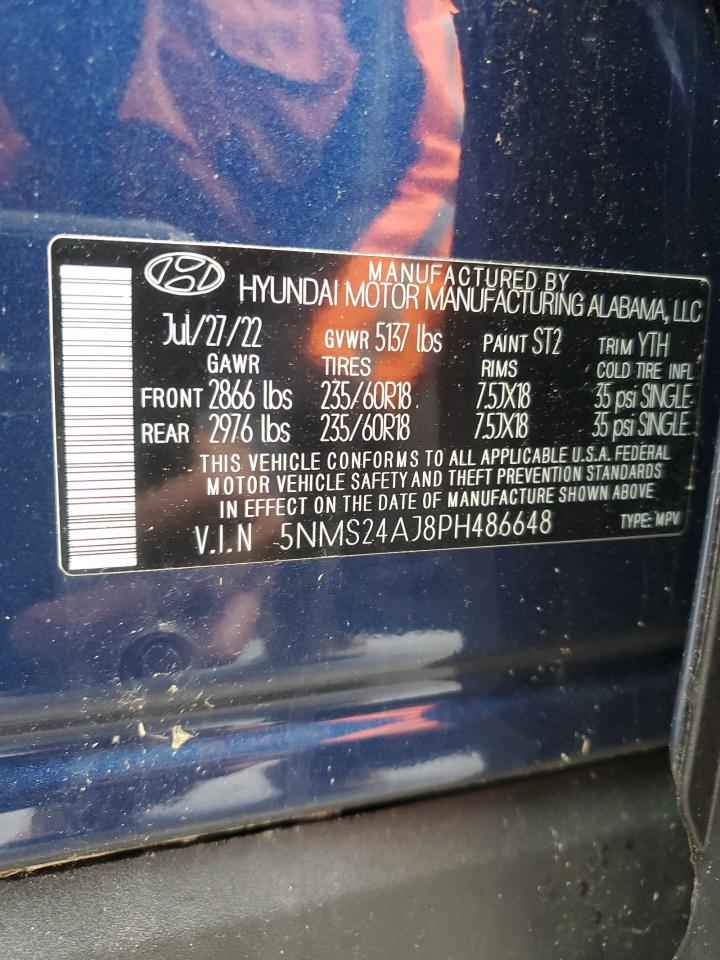 MANUFACTURED BY
HYUNDAI MOTOR MANUFACTURING ALABAMA, LLC
Jul/27/22 GVWR 5137 lbs PAINT ST2 TRIM YTH
GAWR TIRES RIMS COLD TIRE INFL
FRONT 2866 lbs 235/60R18 7.5JX18 35 psi SINGLE
REAR 2976 lbs 235/60R18 7.5JX18 35 psi SINGLE
THIS VEHICLE CONFORMS TO ALL APPLICABLE U.S.A. FEDERAL
MOTOR VEHICLE SAFETY AND THEFT PREVENTION STANDARDS
IN EFFECT ON THE DATE OF MANUFACTURE SHOWN ABOVE
V.I.N 5NMS24AJ8PH486648 TYPE: MPV